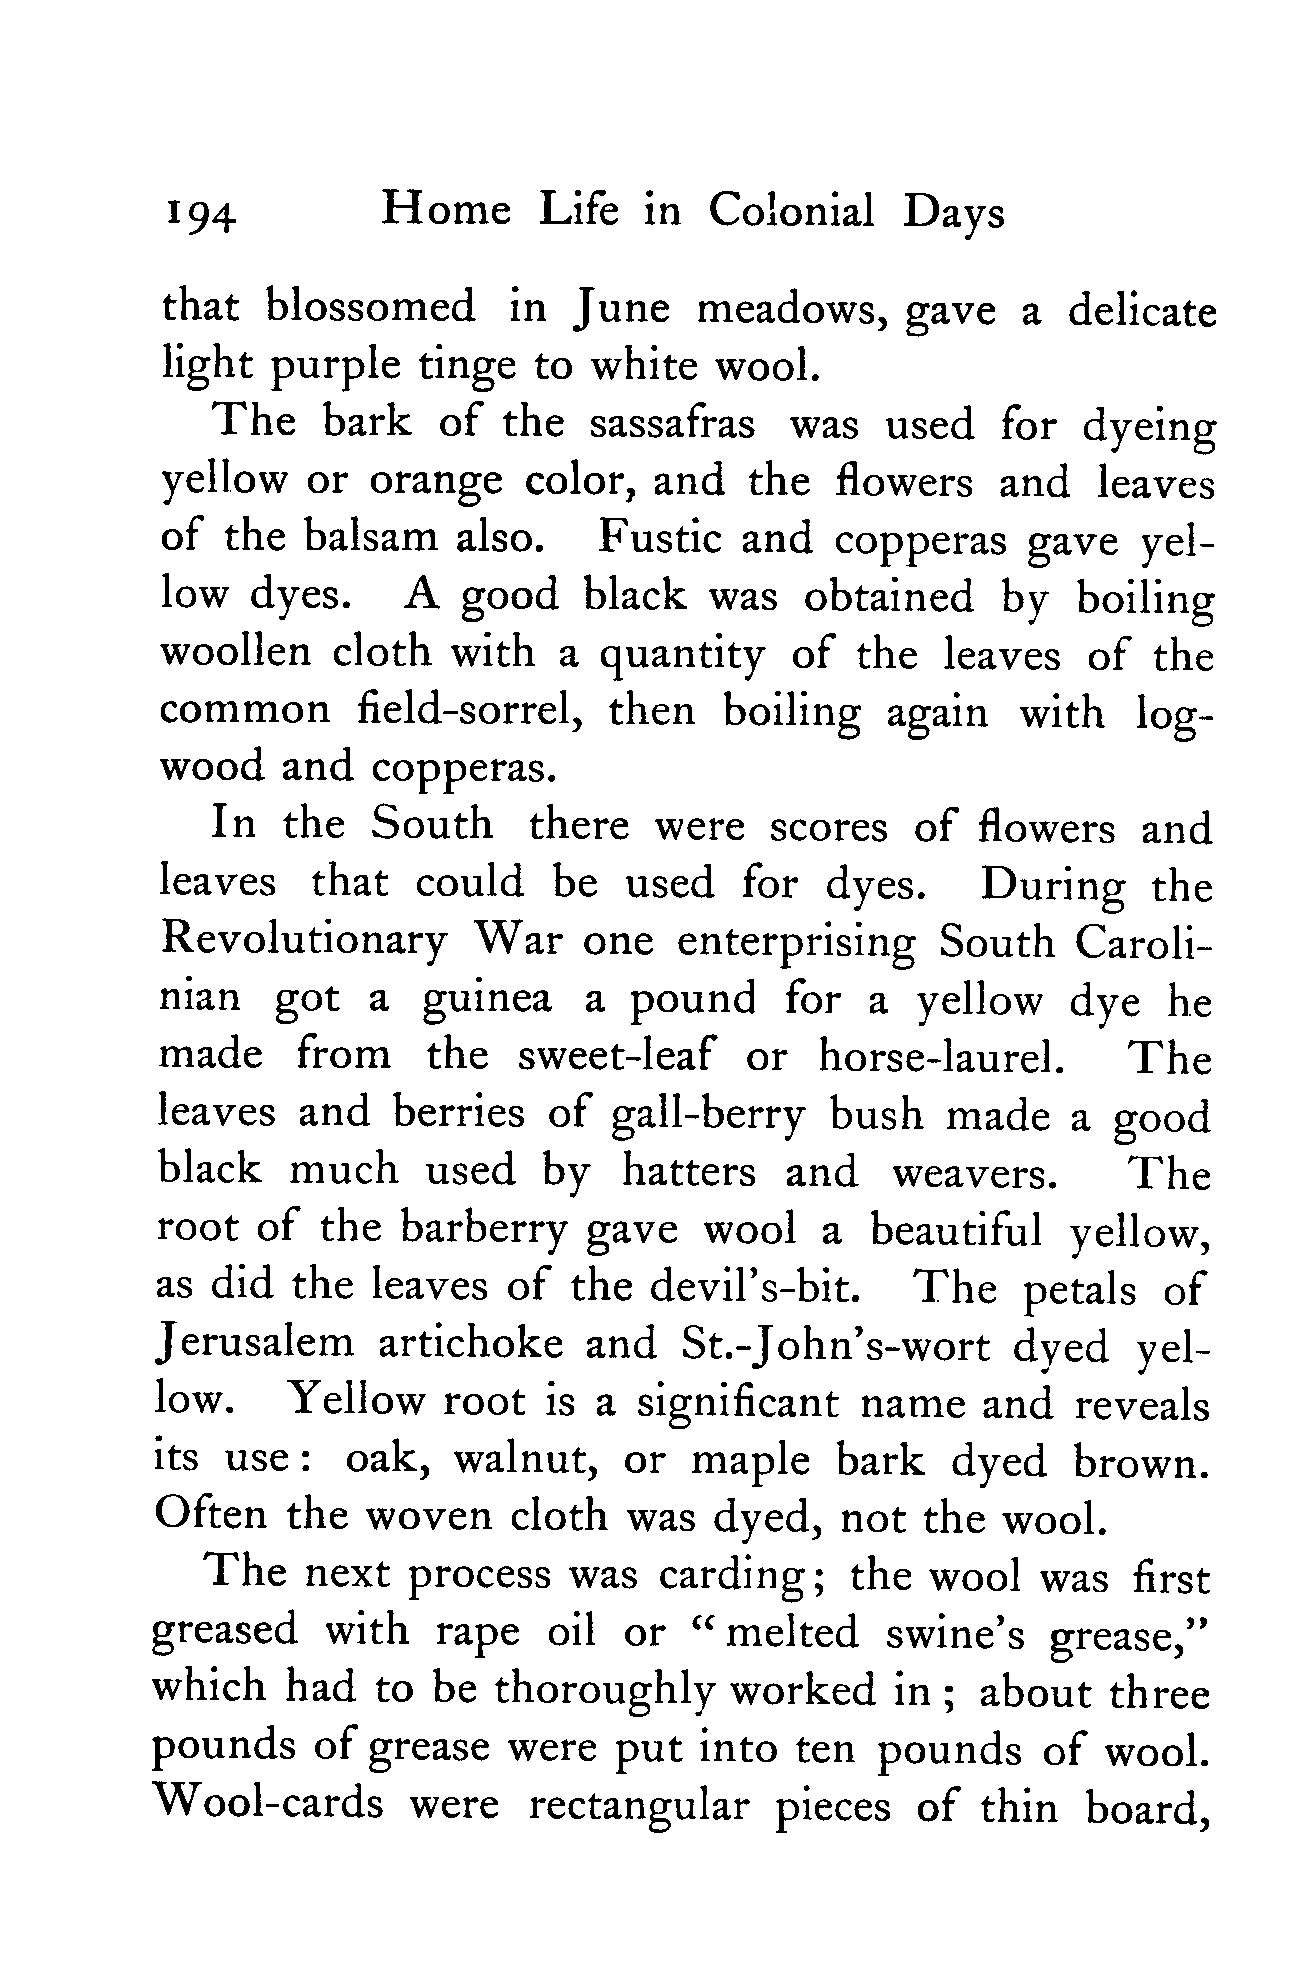 194 Home Life in Colonial Days
that blossomed in June meadows, gave a delicate
light purple tinge to white wool.
The bark of the sassafras was used for dyeing
yellow or orange color, and the flowers and leaves
of the balsam also. Fustic and copperas gave yel-
low dyes. A good black was obtained by boiling
woollen cloth with a quantity of the leaves of the
common field-sorrel, then boiling again with log-
wood and copperas.
In the South there were scores of flowers and
leaves that could be used for dyes. During the
Revolutionary War one enterprising South Caroli-
nian got a guinea a pound for a yellow dye he
made from the sweet-leaf or horse-laurel. The
leaves and berries of gall-berry bush made a good
black much used by hatters and weavers. The
root of the barberry gave wool a beautiful yellow,
as did the leaves of the devil's-bit. The petals of
Jerusalem artichoke and St.-John's-wort dyed yel-
low. Yellow root is a significant name and reveals
its use : oak, walnut, or maple bark dyed brown.
Often the woven cloth was dyed, not the wool.
The next process was carding; the wool was first
greased with rape oil or “ melted swine's grease,”
which had to be thoroughly worked in ; about three
pounds of grease were put into ten pounds of wool.
Wool-cards were rectangular pieces of thin board,